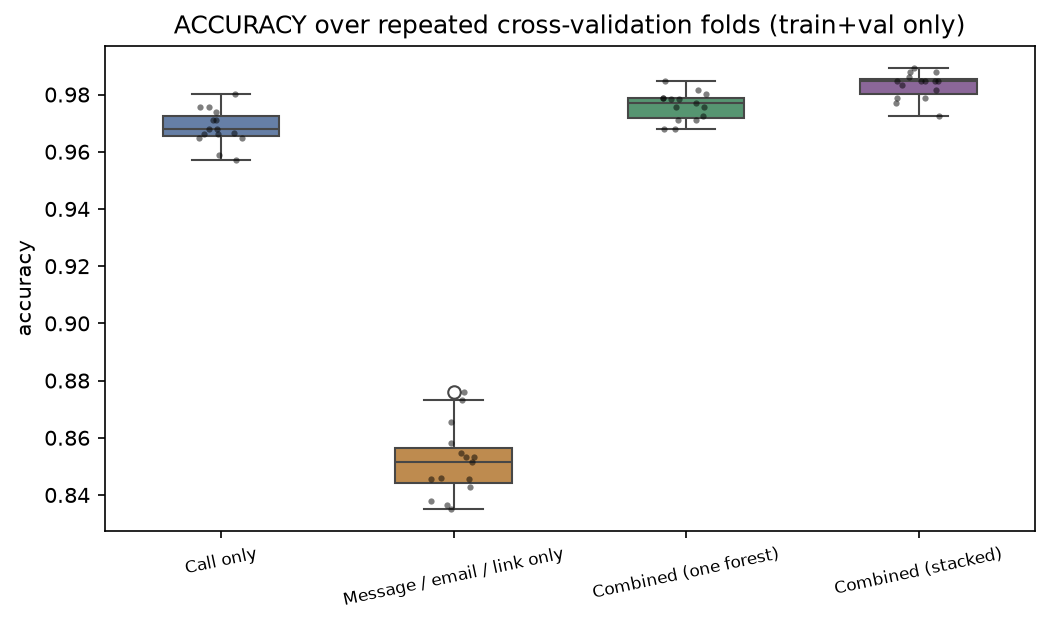 ACCURACY over repeated cross-validation folds (train+val only)
accuracy
0.98
0.96
0.94
0.92
0.90
0.88
0.86
0.84
Call only
Message / email / link only
Combined (one forest)
Combined (stacked)